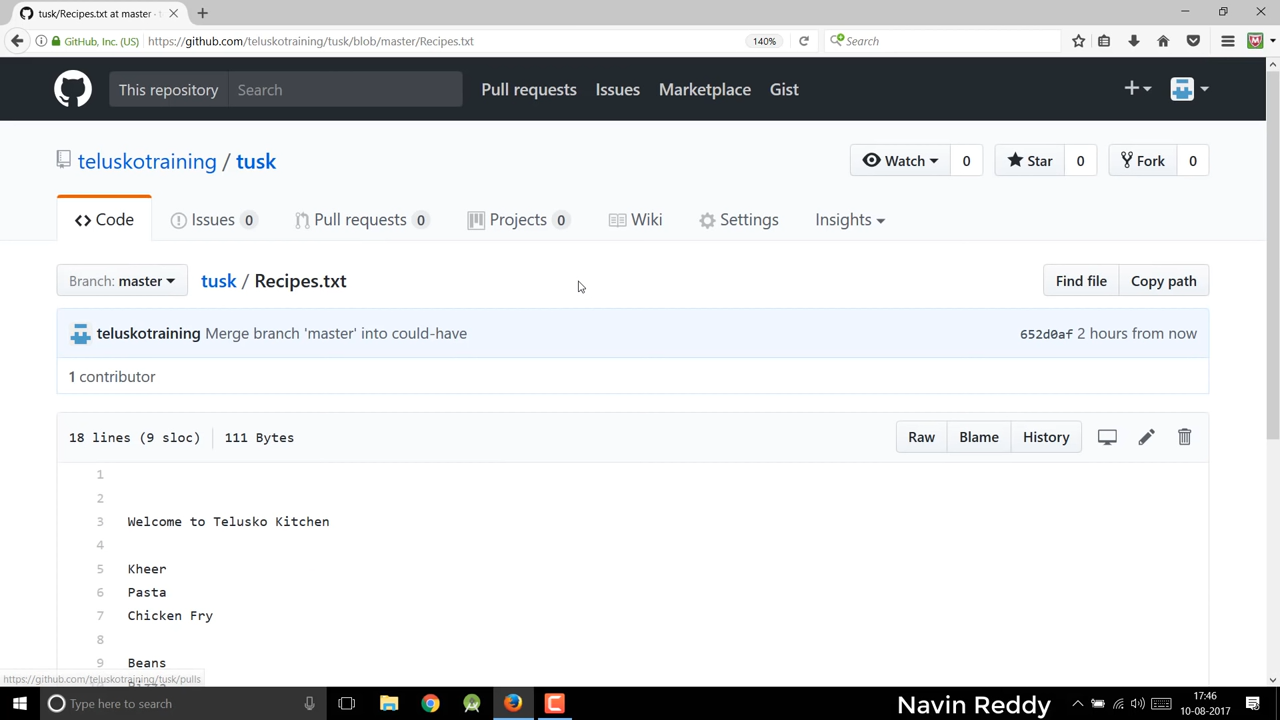 tusk/Recipes.txt at master ·
GitHub, Inc. (US) https://github.com/teluskotraining/tusk/blob/master/Recipes.txt 140% Search
This repository Search Pull requests Issues Marketplace Gist
teluskotraining / tusk Watch 0 Star 0 Fork 0
Code Issues 0 Pull requests 0 Projects 0 Wiki Settings Insights
Branch: master tusk / Recipes.txt Find file Copy path
teluskotraining Merge branch 'master' into could-have 652d0af 2 hours from now
1 contributor
18 lines (9 sloc) 111 Bytes Raw Blame History
1
2
3 Welcome to Telusko Kitchen
4
5 Kheer
6 Pasta
7 Chicken Fry
8
9 Beans
https://github.com/teluskotraining/tusk/pulls
Type here to search Navin Reddy 17:46
10-08-2017